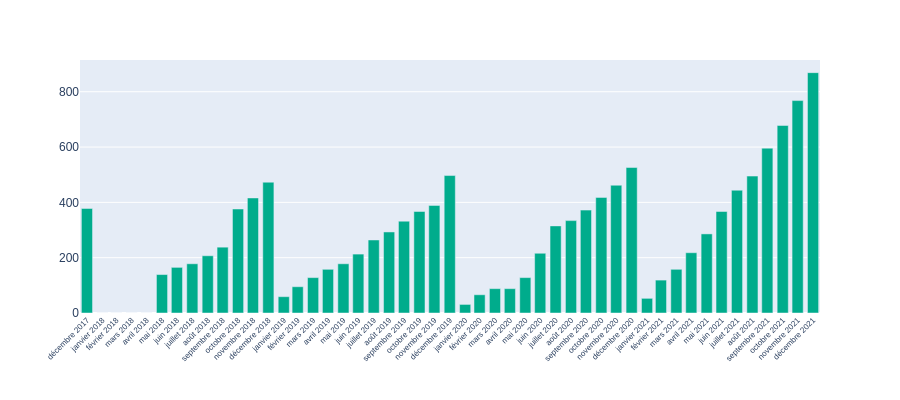 800
600
400
200
0
décembre 2017
janvier 2018
février 2018
mars 2018
avril 2018
mai 2018
juin 2018
juillet 2018
août 2018
septembre 2018
octobre 2018
novembre 2018
décembre 2018
janvier 2019
février 2019
mars 2019
avril 2019
mai 2019
juin 2019
juillet 2019
août 2019
septembre 2019
octobre 2019
novembre 2019
décembre 2019
janvier 2020
février 2020
mars 2020
avril 2020
mai 2020
juin 2020
juillet 2020
août 2020
septembre 2020
octobre 2020
novembre 2020
décembre 2020
janvier 2021
février 2021
mars 2021
avril 2021
mai 2021
juin 2021
juillet 2021
août 2021
septembre 2021
octobre 2021
novembre 2021
décembre 2021